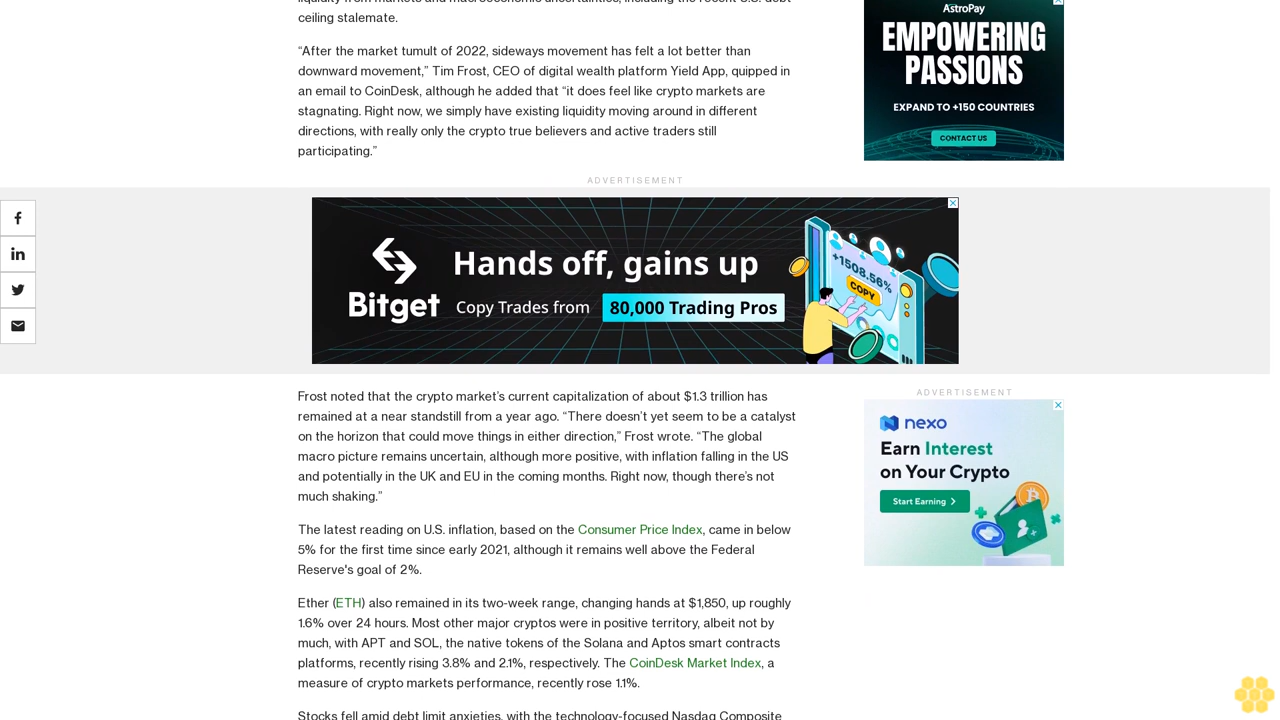 liquidity from markets and macroeconomic uncertainties, including the recent U.S. debt
ceiling stalemate.
“After the market tumult of 2022, sideways movement has felt a lot better than
downward movement,” Tim Frost, CEO of digital wealth platform Yield App, quipped in
an email to CoinDesk, although he added that “it does feel like crypto markets are
stagnating. Right now, we simply have existing liquidity moving around in different
directions, with really only the crypto true believers and active traders still
participating.”
AstroPay
EMPOWERING
PASSIONS
EXPAND TO +150 COUNTRIES
CONTACT US
ADVERTISEMENT
Bitget
Hands off, gains up
Copy Trades from 80,000 Trading Pros
+1508.56%
COPY
Frost noted that the crypto market’s current capitalization of about $1.3 trillion has
remained at a near standstill from a year ago. “There doesn’t yet seem to be a catalyst
on the horizon that could move things in either direction,” Frost wrote. “The global
macro picture remains uncertain, although more positive, with inflation falling in the US
and potentially in the UK and EU in the coming months. Right now, though there’s not
much shaking.”
The latest reading on U.S. inflation, based on the Consumer Price Index, came in below
5% for the first time since early 2021, although it remains well above the Federal
Reserve's goal of 2%.
Ether (ETH) also remained in its two-week range, changing hands at $1,850, up roughly
1.6% over 24 hours. Most other major cryptos were in positive territory, albeit not by
much, with APT and SOL, the native tokens of the Solana and Aptos smart contracts
platforms, recently rising 3.8% and 2.1%, respectively. The CoinDesk Market Index, a
measure of crypto markets performance, recently rose 1.1%.
Stocks fell amid debt limit anxieties, with the technology-focused Nasdaq Composite
ADVERTISEMENT
nexo
Earn Interest
on Your Crypto
Start Earning